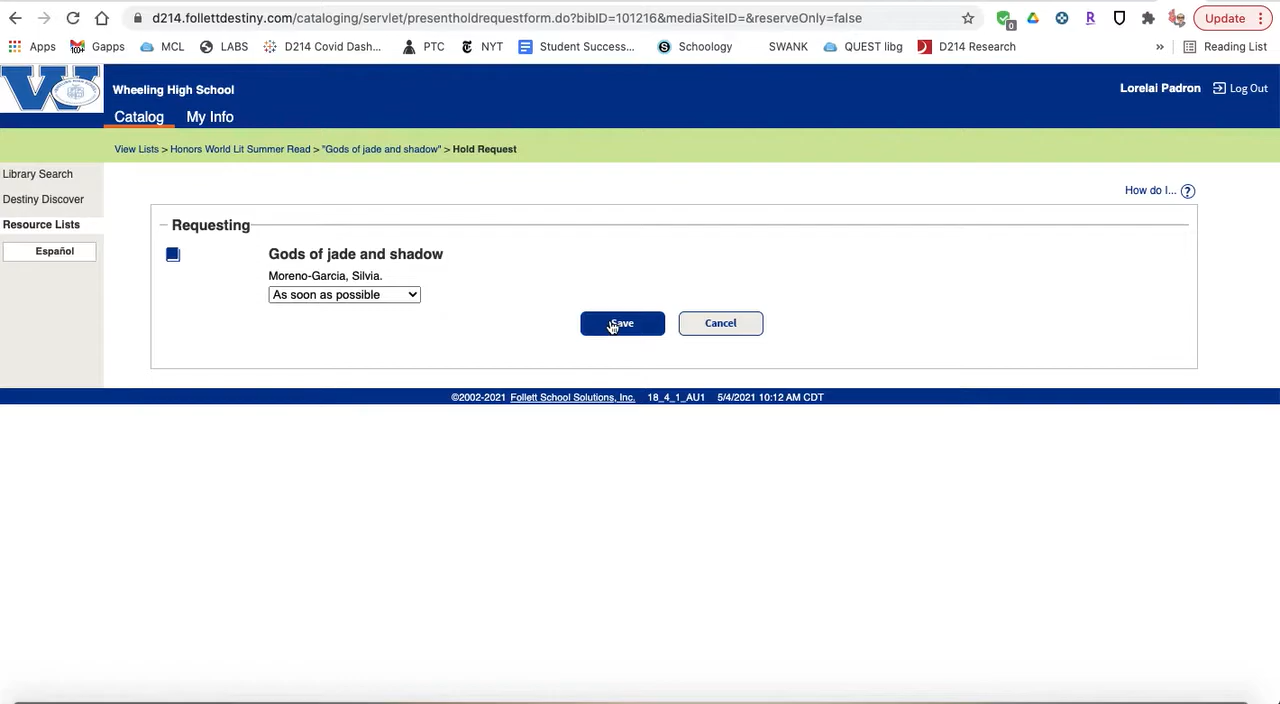 d214.follettdestiny.com/cataloging/servlet/presentholdrequestform.do?bibID=101216&mediaSiteID=&reserveOnly=false
0
R
Update
Apps
10+
Gapps
MCL
LABS
D214 Covid Dash...
PTC
NYT
Student Success...
S
Schoology
SWANK
QUEST libg
D214 Research
»
Reading List
W
Wheeling High School
Lorelai Padron
Log Out
Catalog
My Info
View Lists > Honors World Lit Summer Read > "Gods of jade and shadow" > Hold Request
Library Search
Destiny Discover
Resource Lists
Español
How do I... ?
Requesting
Gods of jade and shadow
Moreno-Garcia, Silvia.
As soon as possible
Save
Cancel
©2002-2021 Follett School Solutions, Inc. 18_4_1_AU1 5/4/2021 10:12 AM CDT